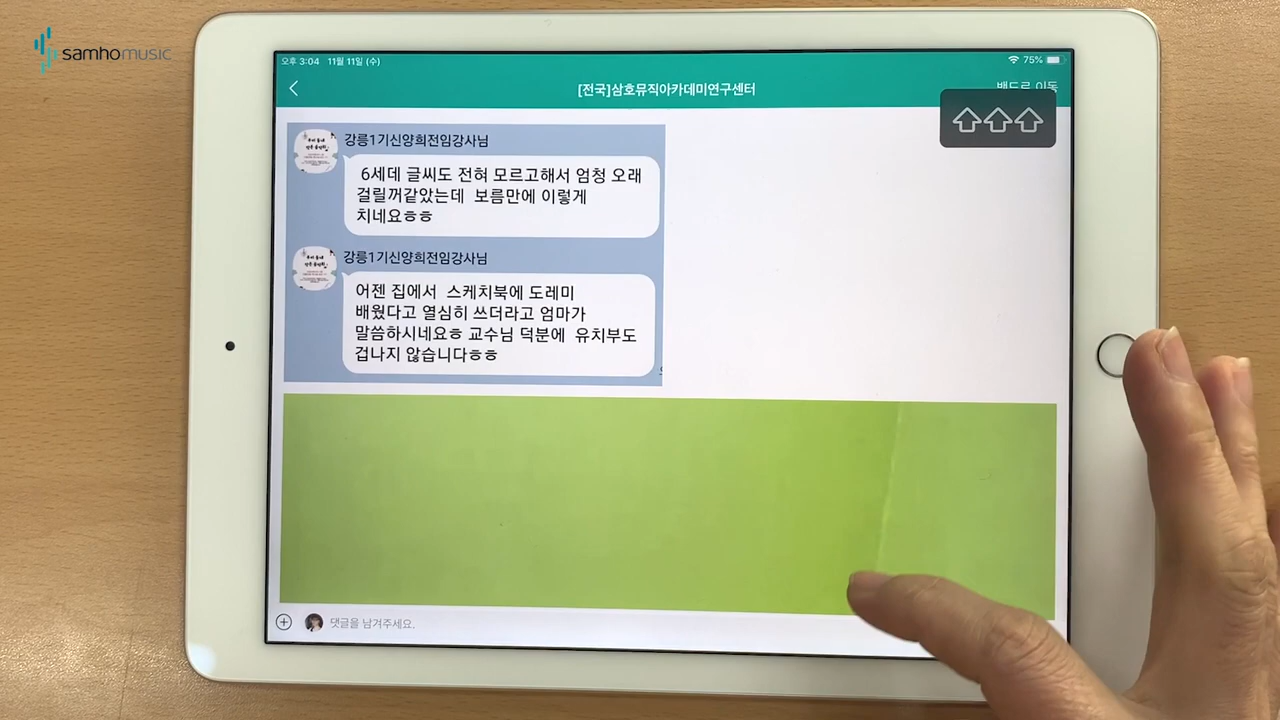 samhomusic
오후 3:04 11월 11일 (수)
75%
[전국]삼호뮤직아카데미연구센터
밴드로 이동
강릉1기신양희전임강사님
6세데 글씨도 전혀 모르고해서 엄청 오래
걸릴꺼같았는데 보름만에 이렇게
치네요ㅎㅎ
강릉1기신양희전임강사님
어젠 집에서 스케치북에 도레미
배웠다고 열심히 쓰더라고 엄마가
말씀하시네요ㅎ 교수님 덕분에 유치부도
겁나지 않습니다ㅎㅎ
댓글을 남겨주세요.